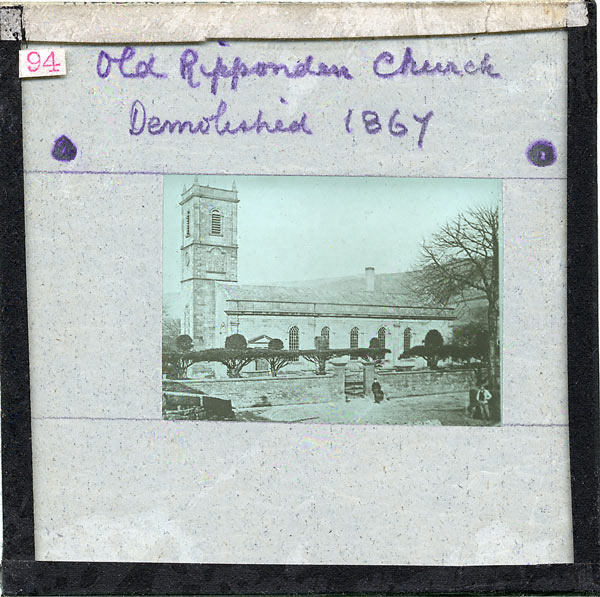 94
Old Ripponden Church
Demolished 1867